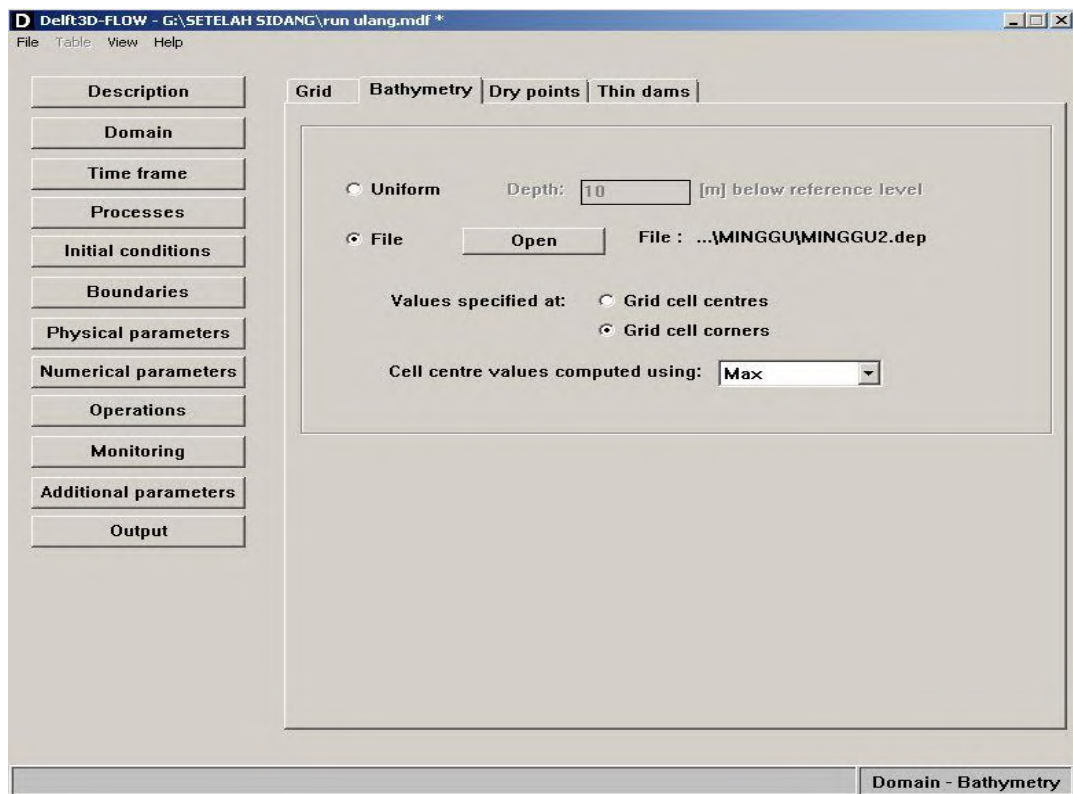 D Delft3D-FLOW - G:\SETELAH SIDANG\run ulang.mdf *
File Table View Help
Description
Domain
Time frame
Processes
Initial conditions
Boundaries
Physical parameters
Numerical parameters
Operations
Monitoring
Additional parameters
Output
Grid Bathymetry Dry points Thin dams
Uniform Depth: 10 [m] below reference level
File Open File : ...\MINGGU\MINGGU2.dep
Values specified at: Grid cell centres
Grid cell corners
Cell centre values computed using: Max
Domain - Bathymetry